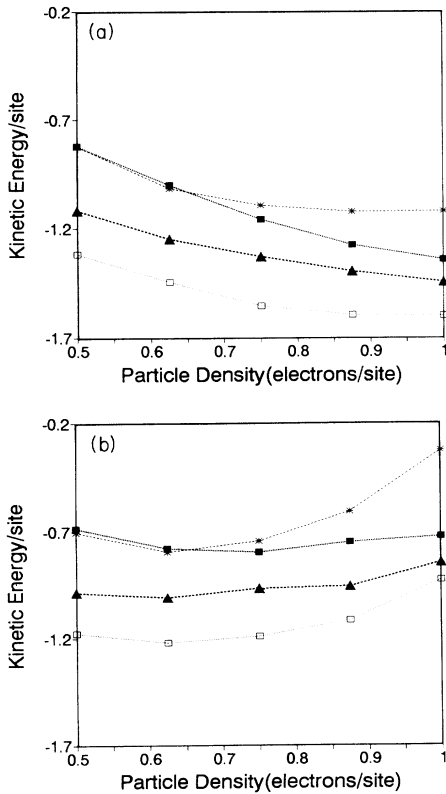 (a)
-0.2
-0.7
-1.2
-1.7
Kinetic Energy/site
0.5 0.6 0.7 0.8 0.9 1
Particle Density(electrons/site)
(b)
-0.2
-0.7
-1.2
-1.7
Kinetic Energy/site
0.5 0.6 0.7 0.8 0.9 1
Particle Density(electrons/site)